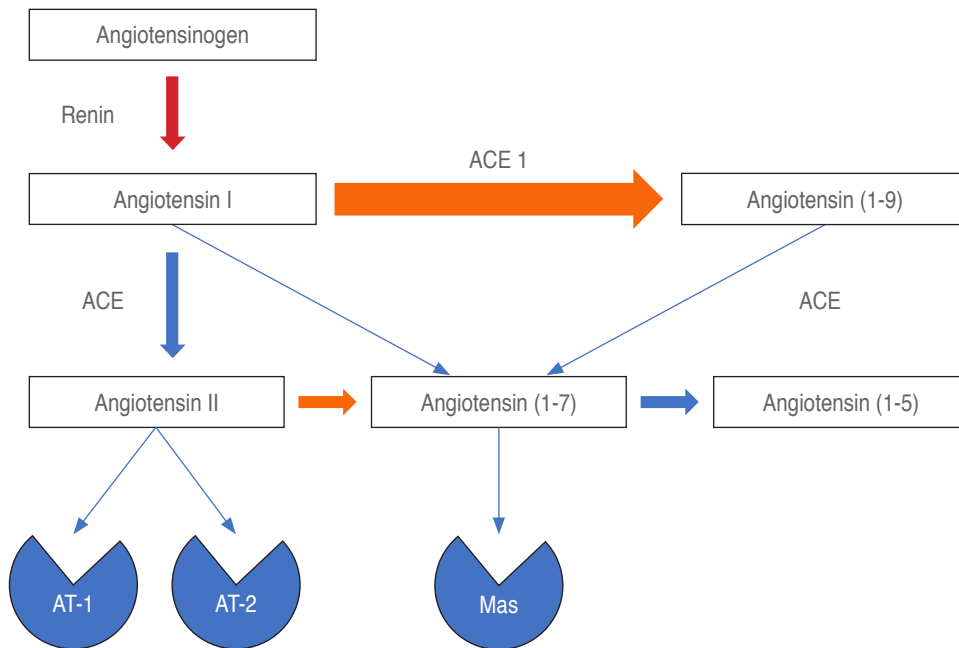 Angiotensinogen
Renin
ACE 1
Angiotensin I
Angiotensin (1-9)
ACE
ACE
Angiotensin II
Angiotensin (1-7)
Angiotensin (1-5)
AT-1
AT-2
Mas